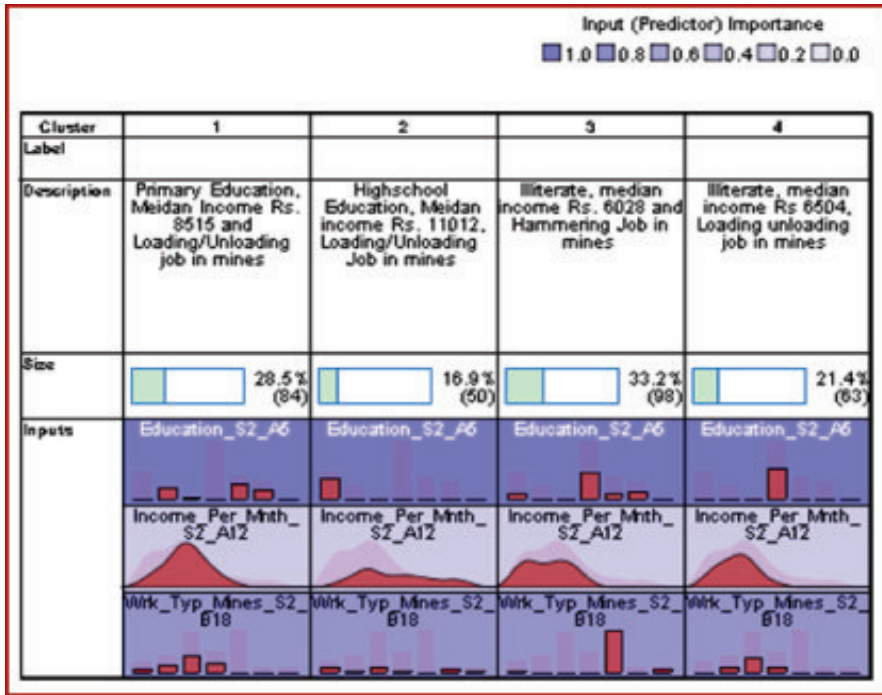 Input (Predictor) Importance
1.0 0.8 0.6 0.4 0.2 0.0
Cluster 1 2 3 4
Label
Description
Primary Education,
Meidan Income Rs.
8515 and
Loading/Unloading
job in mines
Highschool
Education, Meidan
income Rs. 11012,
Loading/Unloading
Job in mines
Illiterate, median
income Rs. 6028 and
Hammering Job in
mines
Illiterate, median
income Rs 6504,
Loading unloading
job in mines
Size
28.5%
(84)
16.9%
(50)
33.2%
(98)
21.4%
(63)
Inputs
Education_S2_A6 Education_S2_A6 Education_S2_A6 Education_S2_A6
Income_Per_Mnth_
S2_A12
Income_Per_Mnth_
S2_A12
Income_Per_Mnth_
S2_A12
Income_Per_Mnth_
S2_A12
Wrk_Typ_Mines_S2_
B18
Wrk_Typ_Mines_S2_
B18
Wrk_Typ_Mines_S2_
B18
Wrk_Typ_Mines_S2_
B18